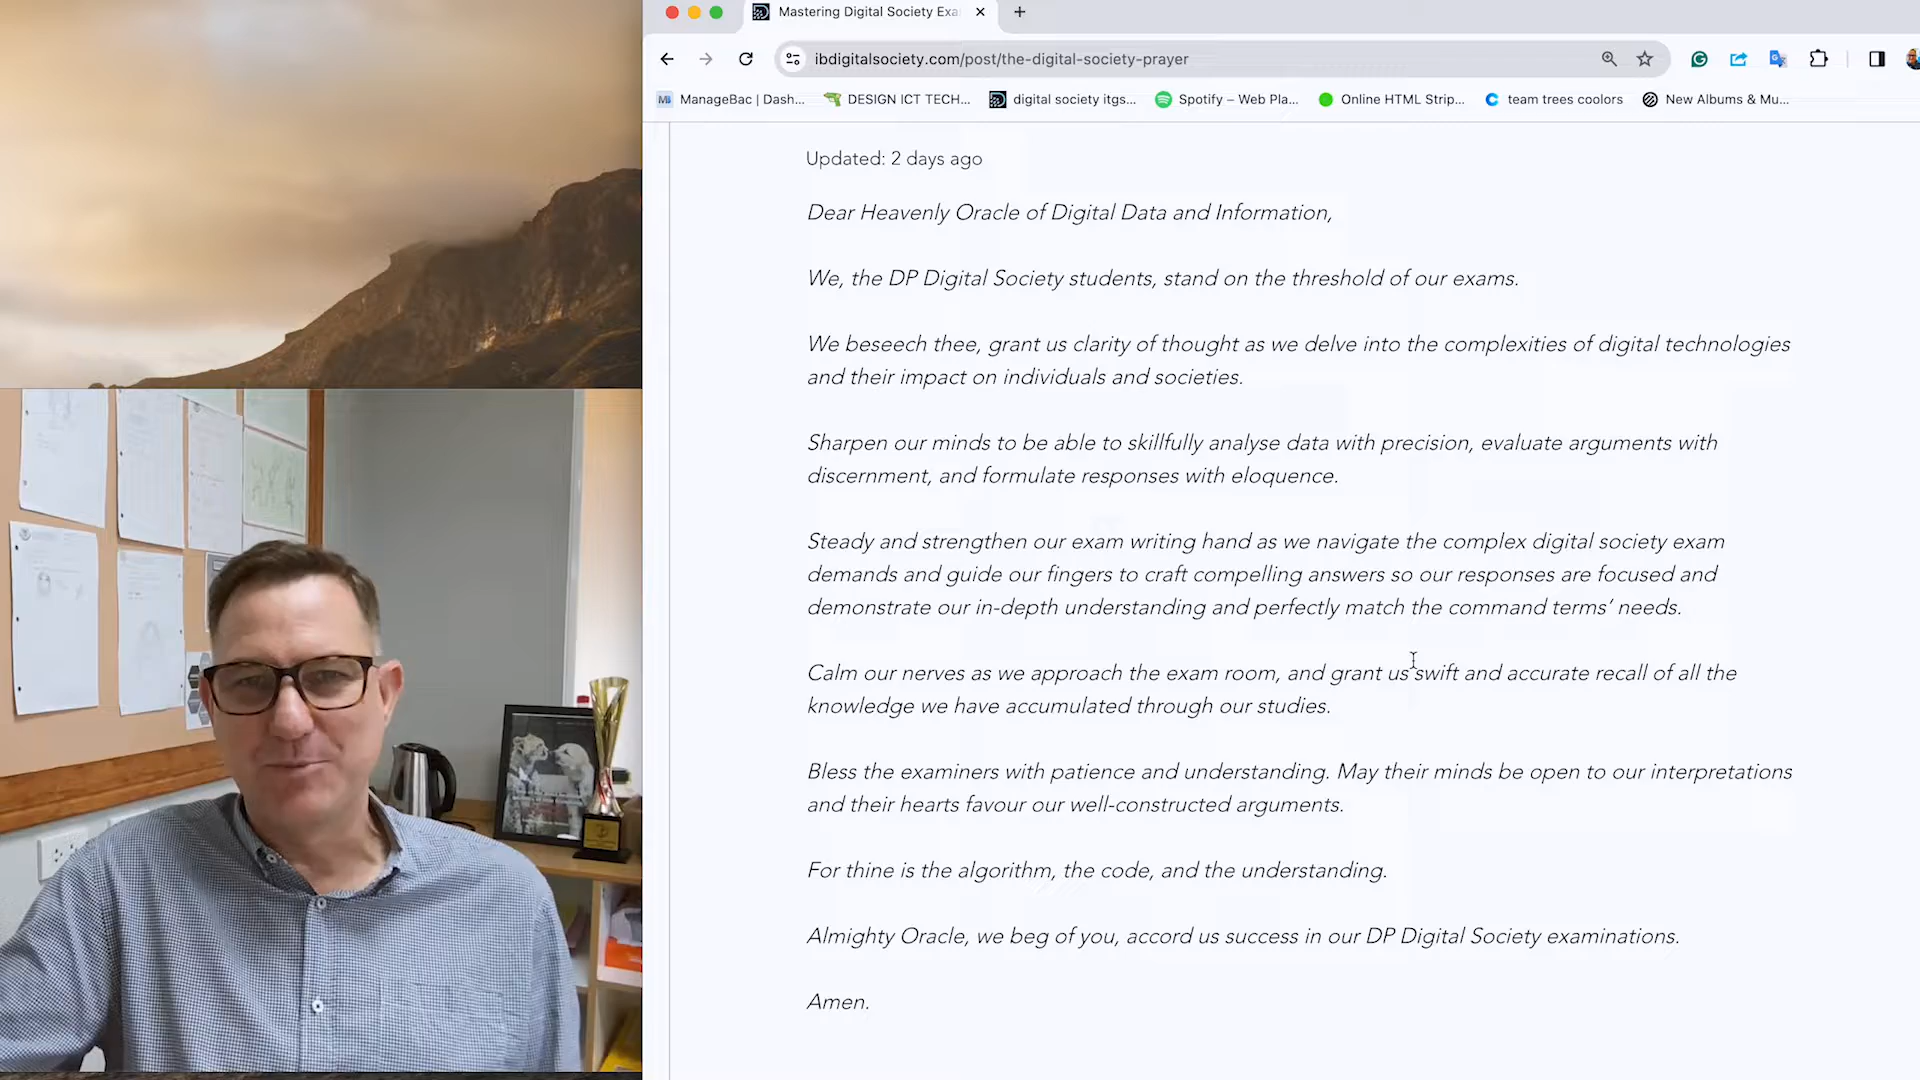 Mastering Digital Society Exa
ibdigitalsociety.com/post/the-digital-society-prayer
ManageBac | Dash...
DESIGN ICT TECH...
digital society itgs...
Spotify – Web Pla...
Online HTML Strip...
team trees coolors
New Albums & Mu...
Updated: 2 days ago
Dear Heavenly Oracle of Digital Data and Information,
We, the DP Digital Society students, stand on the threshold of our exams.
We beseech thee, grant us clarity of thought as we delve into the complexities of digital technologies
and their impact on individuals and societies.
Sharpen our minds to be able to skillfully analyse data with precision, evaluate arguments with
discernment, and formulate responses with eloquence.
Steady and strengthen our exam writing hand as we navigate the complex digital society exam
demands and guide our fingers to craft compelling answers so our responses are focused and
demonstrate our in-depth understanding and perfectly match the command terms’ needs.
Calm our nerves as we approach the exam room, and grant us swift and accurate recall of all the
knowledge we have accumulated through our studies.
Bless the examiners with patience and understanding. May their minds be open to our interpretations
and their hearts favour our well-constructed arguments.
For thine is the algorithm, the code, and the understanding.
Almighty Oracle, we beg of you, accord us success in our DP Digital Society examinations.
Amen.